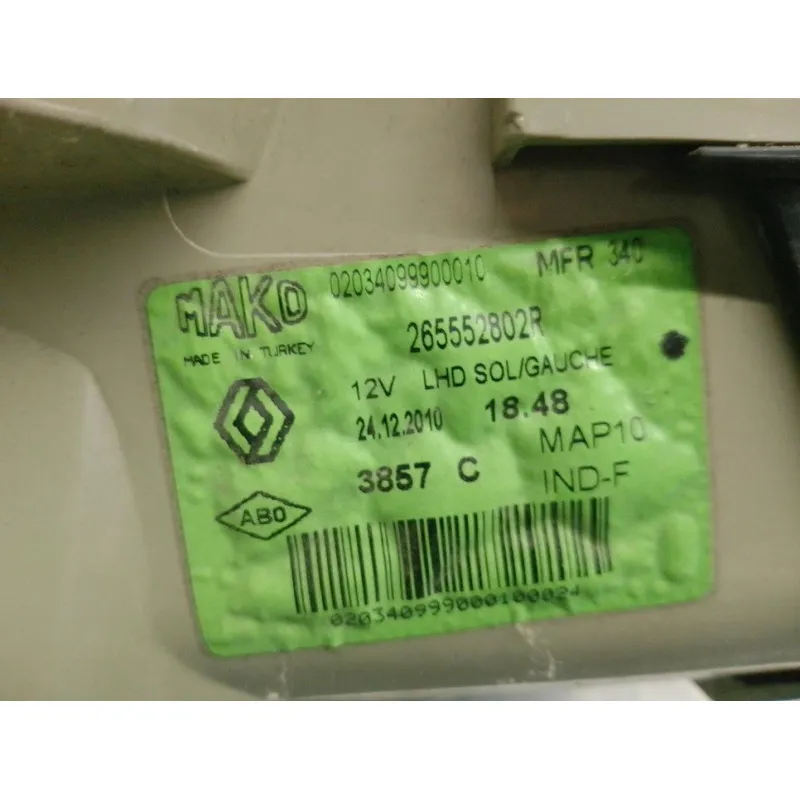 MAKO 02034099900010 MFR 340
MADE IN TURKEY 265552802R
12V LHD SOL/GAUCHE
24.12.2010 18.48
MAP10
3857 C IND-F
ABO
020340999000100024